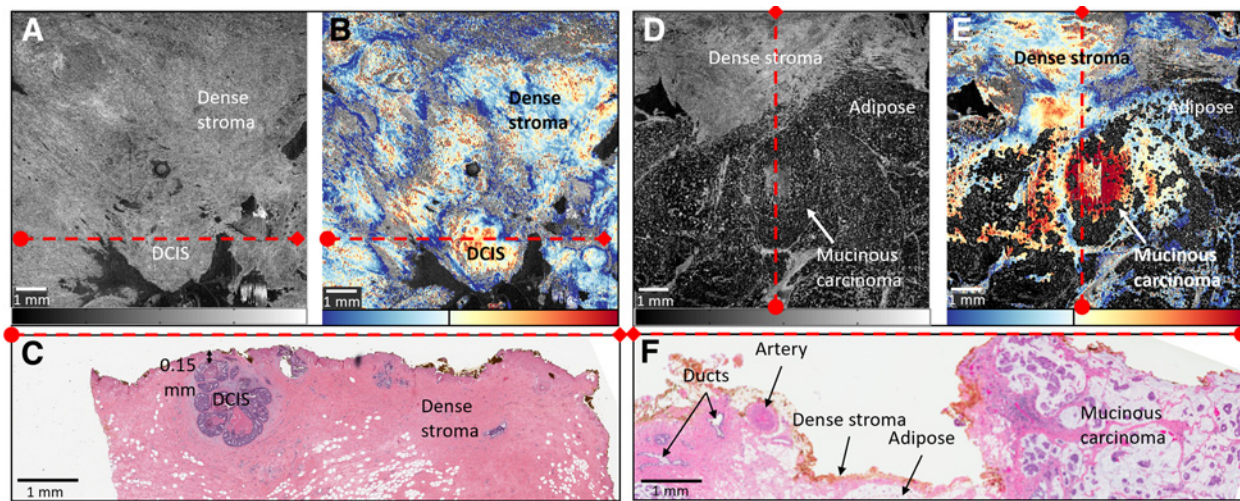 A
Dense
stroma
DCIS
1 mm
B
Dense
stroma
DCIS
1 mm
C
0.15
mm
DCIS
Dense
stroma
1 mm
D
Dense stroma
Adipose
Mucinous
carcinoma
1 mm
E
Dense stroma
Adipose
Mucinous
carcinoma
1 mm
F
Artery
Ducts
Dense stroma
Adipose
Mucinous
carcinoma
1 mm